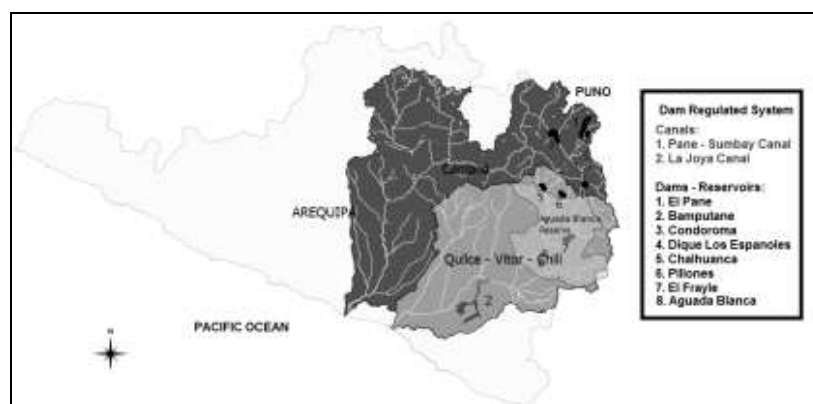 PUNO
AREQUIPA
Aguada Blanca
Reserve
Quilca - Vitor - Chili
2
PACIFIC OCEAN
N
Dam Regulated System
Canals:
1. Pane - Sumbay Canal
2. La Joya Canal
Dams - Reservoirs:
1. El Pane
2. Bamputane
3. Condoroma
4. Dique Los Espanoles
5. Chalhuanca
6. Pillones
7. El Frayle
8. Aguada Blanca